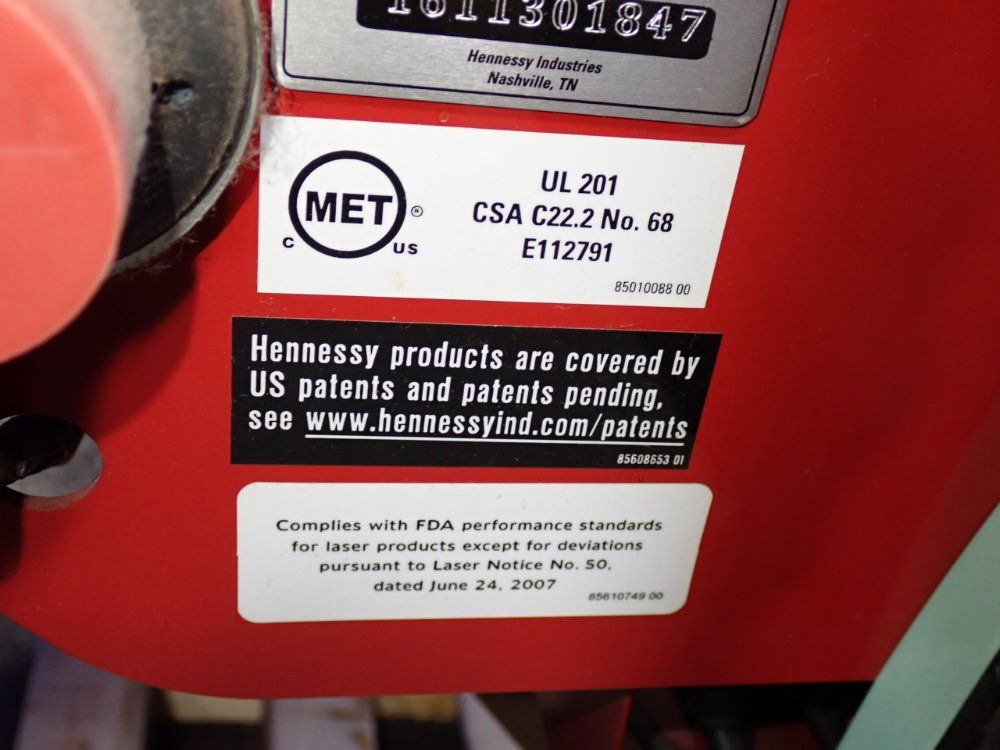 1611301847
Hennessy Industries
Nashville, TN
MET ®
C US
UL 201
CSA C22.2 No. 68
E112791
85010088 00
Hennessy products are covered by
US patents and patents pending,
see www.hennessyind.com/patents
85608653 01
Complies with FDA performance standards
for laser products except for deviations
pursuant to Laser Notice No. 50,
dated June 24, 2007
85610749 00